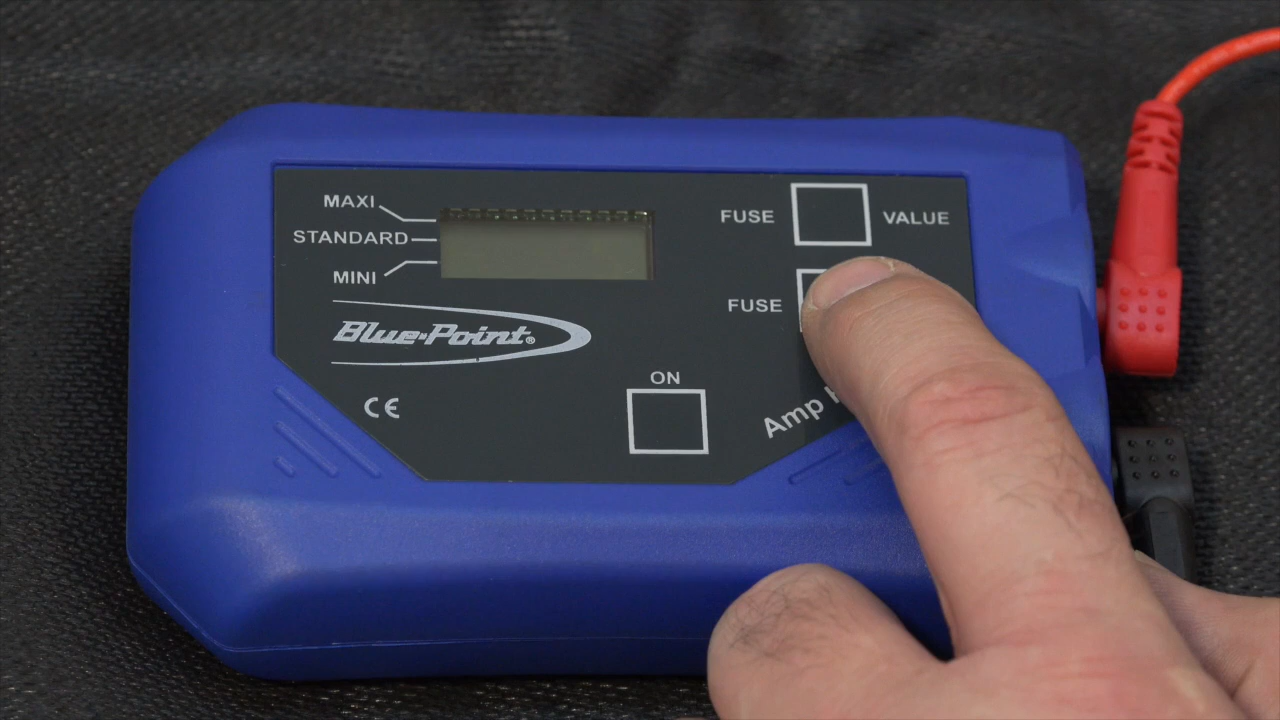 MAXI
STANDARD
MINI
FUSE VALUE
FUSE
Blue-Point®
ON
CE
Amp